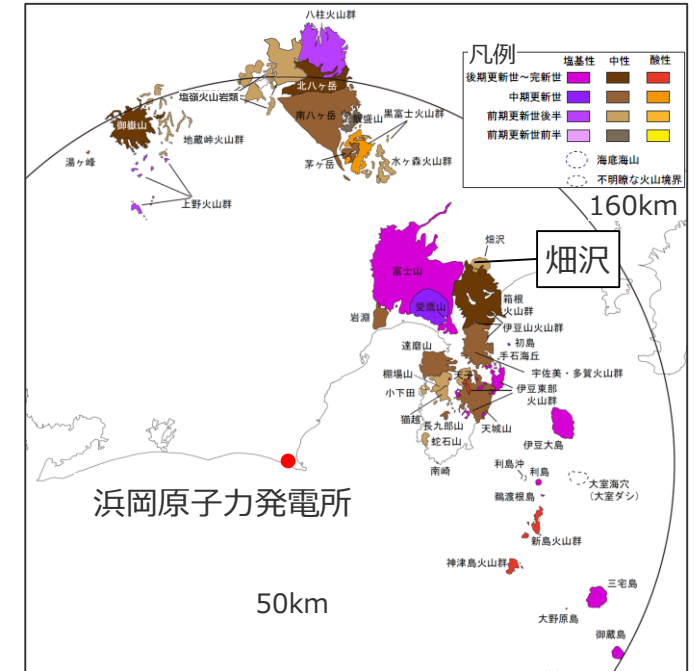 八柱火山群
凡例
塩基性 中性 酸性
後期更新世～完新世
中期更新世
前期更新世後半
前期更新世前半
海底海山
不明瞭な火山境界
160km
北八ヶ岳
塩嶺火山岩類
南八ヶ岳
黒富士火山群
飯盛山
御嶽山
地蔵峠火山群
茅ヶ岳
水ヶ森火山群
湯ヶ峰
上野火山群
畑沢
畑沢
富士山
愛鷹山
箱根
火山群
岩淵
伊豆山火山群
初島
達磨山
手石海丘
棚場山
天子
宇佐美・多賀火山群
小下田
伊豆東部
火山群
猫越
長九郎山
天城山
蛇石山
伊豆大島
南崎
利島沖
利島
大室海穴
(大室ダシ)
鵜渡根島
浜岡原子力発電所
新島火山群
神津島火山群
50km
三宅島
大野原島
御蔵島